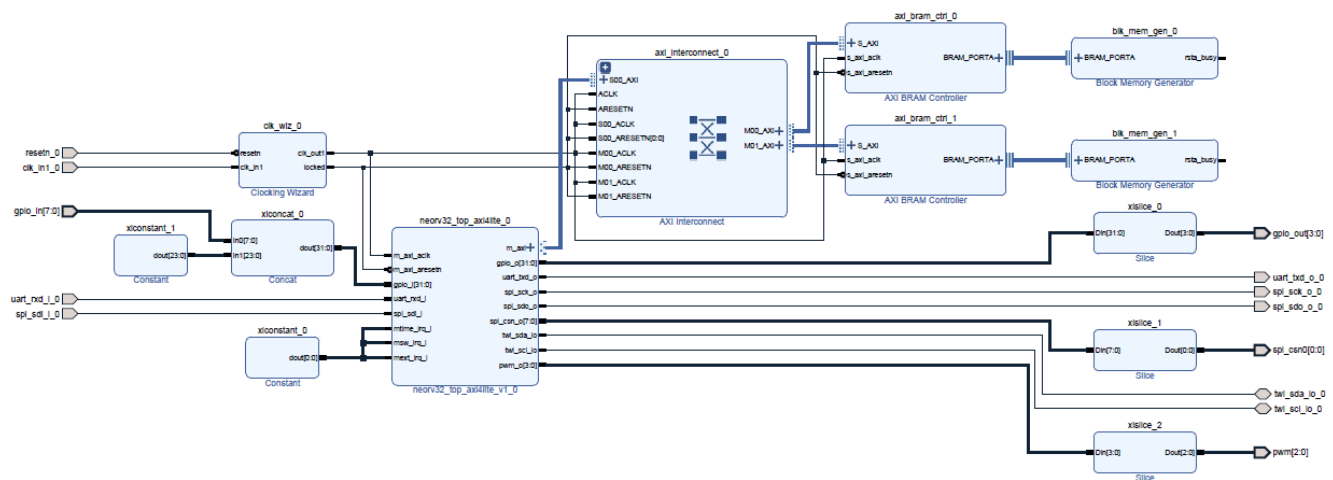 resetn_0
clk_in1_0
gpio_in[7:0]
uart_rxd_i_0
spi_sdi_i_0
clk_wiz_0
resetn
clk_in1
clk_out1
locked
Clocking Wizard
xlconstant_1
dout[23:0]
Constant
xlconcat_0
In0[7:0]
In1[23:0]
dout[31:0]
Concat
xlconstant_0
dout[0:0]
Constant
neorv32_top_axi4lite_0
m_axi_aclk
m_axi_aresetn
gpio_i[31:0]
uart_rxd_i
spi_sdi_i
mtime_irq_i
msw_irq_i
mext_irq_i
m_axi
gpio_o[31:0]
uart_txd_o
spi_sck_o
spi_sdo_o
spi_csn_o[7:0]
twi_sda_io
twi_scl_io
pwm_o[3:0]
neorv32_top_axi4lite_v1_0
axi_interconnect_0
S00_AXI
ACLK
ARESETN
S00_ACLK
S00_ARESETN[0:0]
M00_ACLK
M00_ARESETN
M01_ACLK
M01_ARESETN
M00_AXI
M01_AXI
AXI Interconnect
axi_bram_ctrl_0
S_AXI
s_axi_aclk
s_axi_aresetn
BRAM_PORTA
AXI BRAM Controller
axi_bram_ctrl_1
S_AXI
s_axi_aclk
s_axi_aresetn
BRAM_PORTA
AXI BRAM Controller
blk_mem_gen_0
BRAM_PORTA
rsta_busy
Block Memory Generator
blk_mem_gen_1
BRAM_PORTA
rsta_busy
Block Memory Generator
xlslice_0
Din[31:0]
Dout[3:0]
Slice
xlslice_1
Din[7:0]
Dout[0:0]
Slice
xlslice_2
Din[3:0]
Dout[2:0]
Slice
gpio_out[3:0]
uart_txd_o_0
spi_sck_o_0
spi_sdo_o_0
spi_csn0[0:0]
twi_sda_io_0
twi_scl_io_0
pwm[2:0]